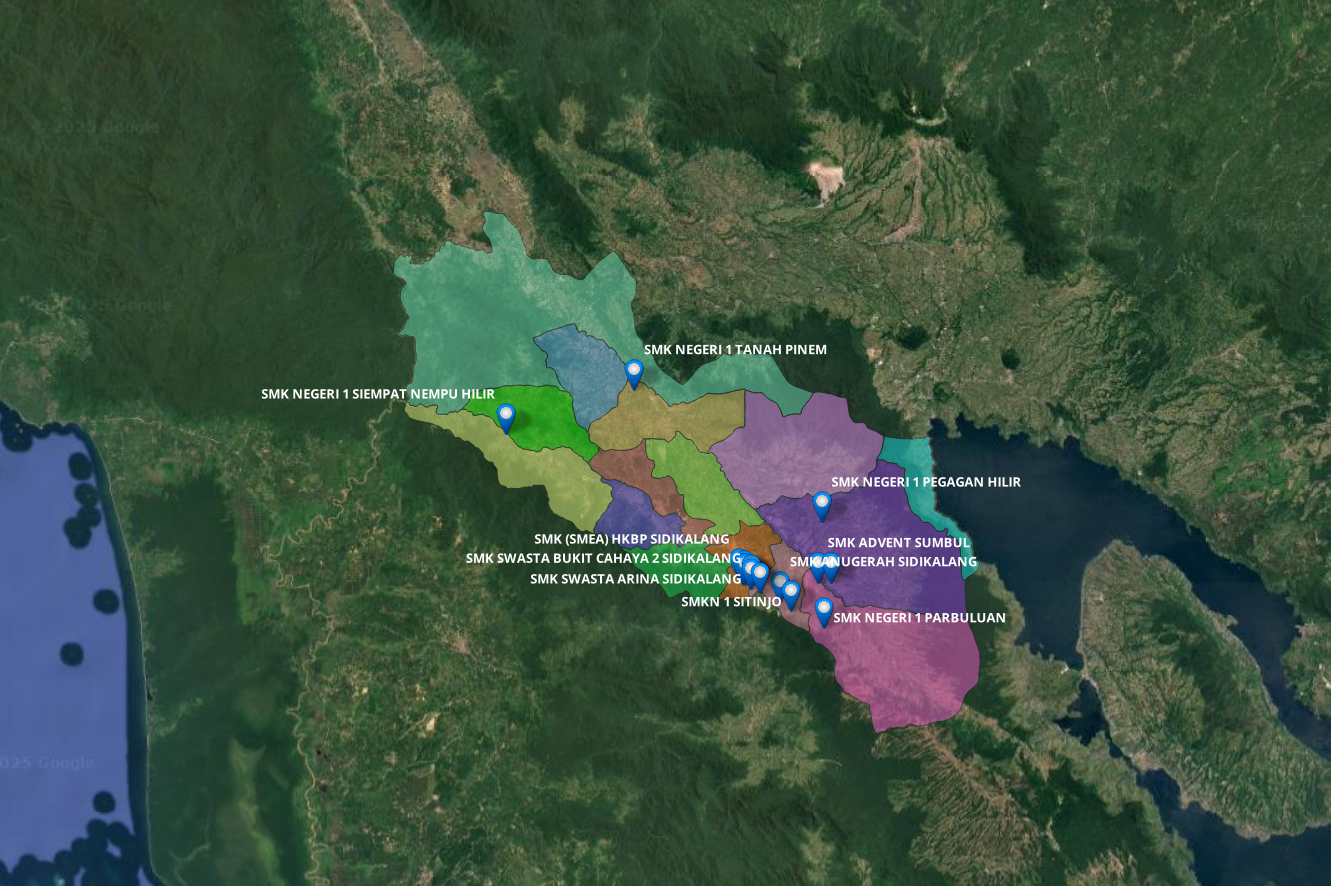 © 2025 Google
SMK NEGERI 1 TANAH PINEM
SMK NEGERI 1 SIEMPAT NEMPU HILIR
SMK NEGERI 1 PEGAGAN HILIR
SMK (SMEA) HKBP SIDIKALANG
SMK ADVENT SUMBUL
SMK SWASTA BUKIT CAHAYA 2 SIDIKALANG
SMK ANUGERAH SIDIKALANG
SMK SWASTA ARINA SIDIKALANG
SMKN 1 SITINJO
SMK NEGERI 1 PARBULUAN
025 Google